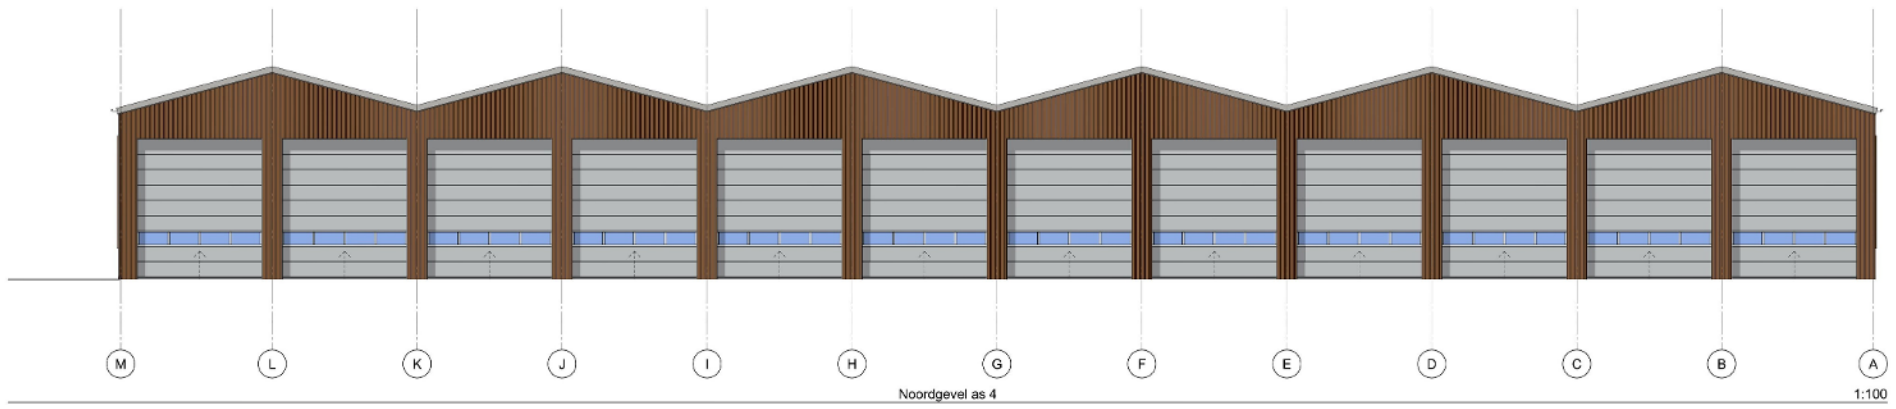 M L K J I H G F E D C B A
Noordgevel as 4 1:100